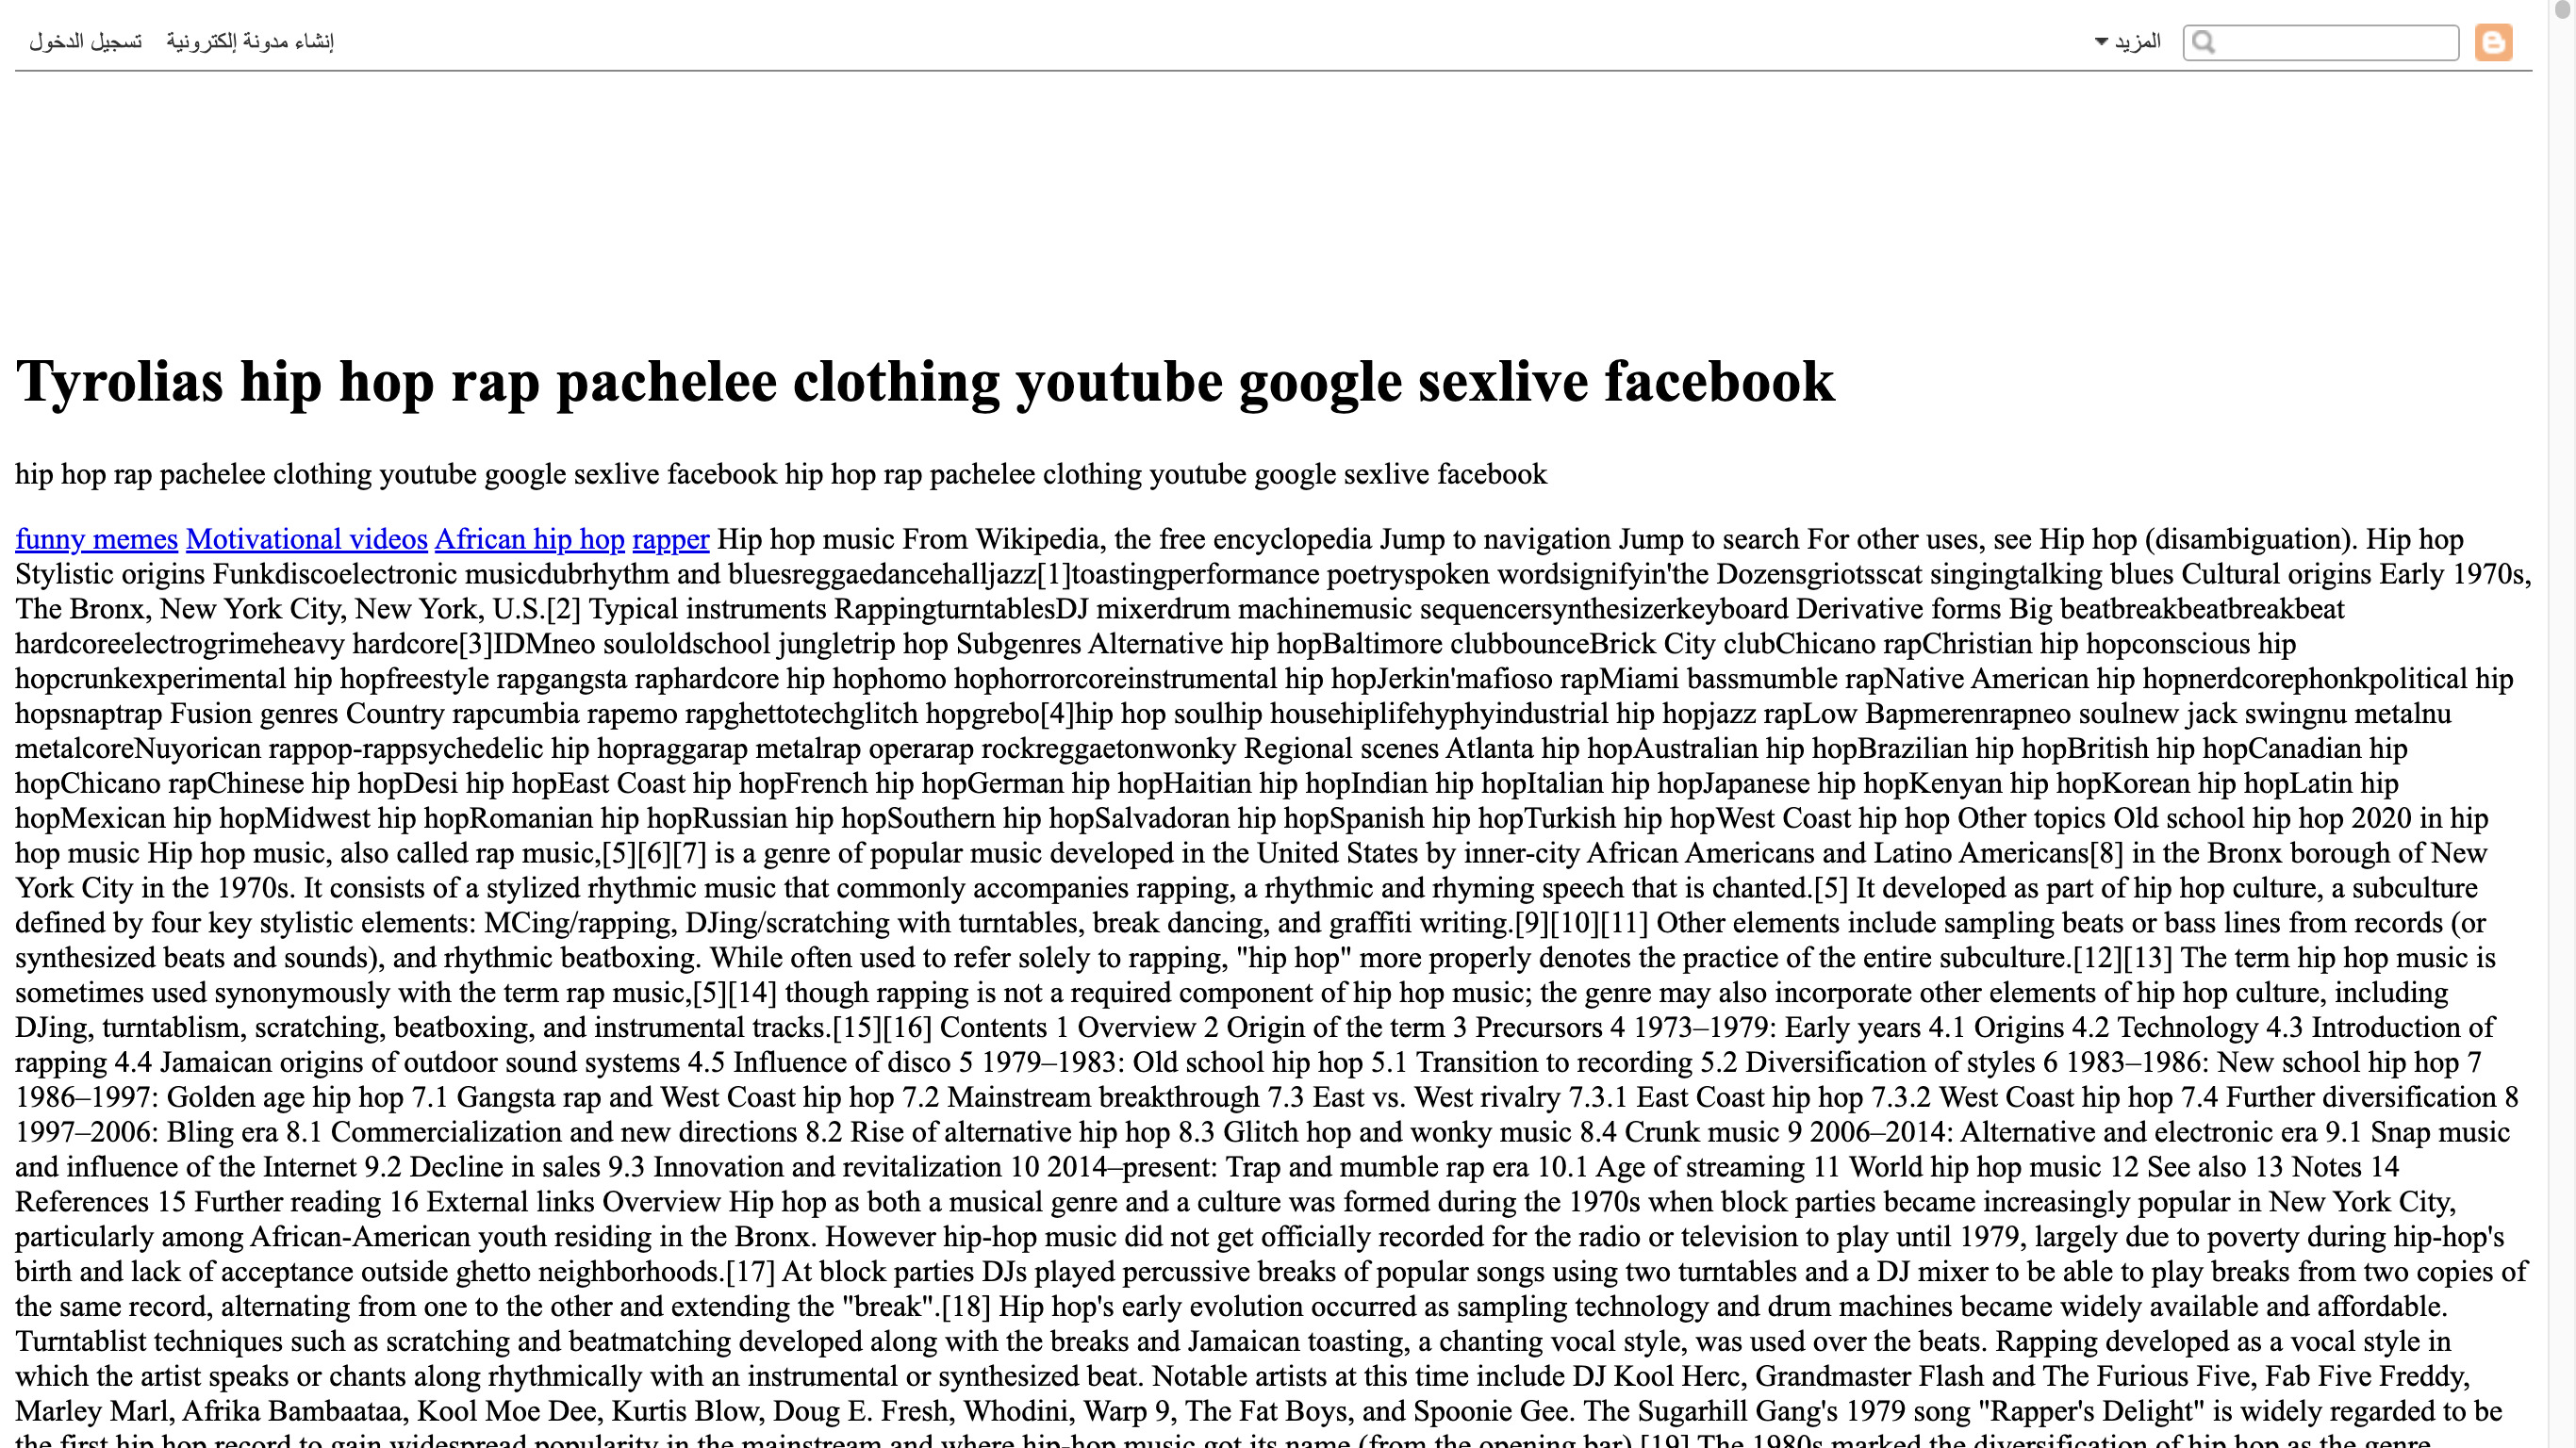 المزيد
إنشاء مدونة إلكترونية
تسجيل الدخول
Tyrolias hip hop rap pachelee clothing youtube google sexlive facebook
hip hop rap pachelee clothing youtube google sexlive facebook hip hop rap pachelee clothing youtube google sexlive facebook
funny memes Motivational videos African hip hop rapper Hip hop music From Wikipedia, the free encyclopedia Jump to navigation Jump to search For other uses, see Hip hop (disambiguation). Hip hop
Stylistic origins Funkdiscoelectronic musicdubrhythm and bluesreggaedancehalljazz[1]toastingperformance poetryspoken wordsignifyin'the Dozensgriotsscat singingtalking blues Cultural origins Early 1970s,
The Bronx, New York City, New York, U.S.[2] Typical instruments RappingturntablesDJ mixerdrum machinemusic sequencersynthesizerkeyboard Derivative forms Big beatbreakbeatbreakbeat
hardcoreelectrogrimeheavy hardcore[3]IDMneo souloldschool jungletrip hop Subgenres Alternative hip hopBaltimore clubbounceBrick City clubChicano rapChristian hip hopconscious hip
hopcrunkexperimental hip hopfreestyle rapgangsta raphardcore hip hophomo hophorrorcoreinstrumental hip hopJerkin'mafioso rapMiami bassmumble rapNative American hip hopnerdcorephonkpolitical hip
hopsnaptrap Fusion genres Country rapcumbia rapemo rapghettotechglitch hopgrebo[4]hip hop soulhip househiplifehyphyindustrial hip hopjazz rapLow Bapmerenrapneo soulnew jack swingnu metalnu
metalcoreNuyorican rappop-rappsychedelic hip hopraggarap metalrap operarap rockreggaetonwonky Regional scenes Atlanta hip hopAustralian hip hopBrazilian hip hopBritish hip hopCanadian hip
hopChicano rapChinese hip hopDesi hip hopEast Coast hip hopFrench hip hopGerman hip hopHaitian hip hopIndian hip hopItalian hip hopJapanese hip hopKenyan hip hopKorean hip hopLatin hip
hopMexican hip hopMidwest hip hopRomanian hip hopRussian hip hopSouthern hip hopSalvadoran hip hopSpanish hip hopTurkish hip hopWest Coast hip hop Other topics Old school hip hop 2020 in hip
hop music Hip hop music, also called rap music,[5][6][7] is a genre of popular music developed in the United States by inner-city African Americans and Latino Americans[8] in the Bronx borough of New
York City in the 1970s. It consists of a stylized rhythmic music that commonly accompanies rapping, a rhythmic and rhyming speech that is chanted.[5] It developed as part of hip hop culture, a subculture
defined by four key stylistic elements: MCing/rapping, DJing/scratching with turntables, break dancing, and graffiti writing.[9][10][11] Other elements include sampling beats or bass lines from records (or
synthesized beats and sounds), and rhythmic beatboxing. While often used to refer solely to rapping, "hip hop" more properly denotes the practice of the entire subculture.[12][13] The term hip hop music is
sometimes used synonymously with the term rap music,[5][14] though rapping is not a required component of hip hop music; the genre may also incorporate other elements of hip hop culture, including
DJing, turntablism, scratching, beatboxing, and instrumental tracks.[15][16] Contents 1 Overview 2 Origin of the term 3 Precursors 4 1973–1979: Early years 4.1 Origins 4.2 Technology 4.3 Introduction of
rapping 4.4 Jamaican origins of outdoor sound systems 4.5 Influence of disco 5 1979–1983: Old school hip hop 5.1 Transition to recording 5.2 Diversification of styles 6 1983–1986: New school hip hop 7
1986–1997: Golden age hip hop 7.1 Gangsta rap and West Coast hip hop 7.2 Mainstream breakthrough 7.3 East vs. West rivalry 7.3.1 East Coast hip hop 7.3.2 West Coast hip hop 7.4 Further diversification 8
1997–2006: Bling era 8.1 Commercialization and new directions 8.2 Rise of alternative hip hop 8.3 Glitch hop and wonky music 8.4 Crunk music 9 2006–2014: Alternative and electronic era 9.1 Snap music
and influence of the Internet 9.2 Decline in sales 9.3 Innovation and revitalization 10 2014–present: Trap and mumble rap era 10.1 Age of streaming 11 World hip hop music 12 See also 13 Notes 14
References 15 Further reading 16 External links Overview Hip hop as both a musical genre and a culture was formed during the 1970s when block parties became increasingly popular in New York City,
particularly among African-American youth residing in the Bronx. However hip-hop music did not get officially recorded for the radio or television to play until 1979, largely due to poverty during hip-hop's
birth and lack of acceptance outside ghetto neighborhoods.[17] At block parties DJs played percussive breaks of popular songs using two turntables and a DJ mixer to be able to play breaks from two copies of
the same record, alternating from one to the other and extending the "break".[18] Hip hop's early evolution occurred as sampling technology and drum machines became widely available and affordable.
Turntablist techniques such as scratching and beatmatching developed along with the breaks and Jamaican toasting, a chanting vocal style, was used over the beats. Rapping developed as a vocal style in
which the artist speaks or chants along rhythmically with an instrumental or synthesized beat. Notable artists at this time include DJ Kool Herc, Grandmaster Flash and The Furious Five, Fab Five Freddy,
Marley Marl, Afrika Bambaataa, Kool Moe Dee, Kurtis Blow, Doug E. Fresh, Whodini, Warp 9, The Fat Boys, and Spoonie Gee. The Sugarhill Gang's 1979 song "Rapper's Delight" is widely regarded to be
the first hip hop record to gain widespread popularity in the mainstream and where hip-hop music got its name (from the opening bar).[19] The 1980s marked the diversification of hip hop as the genre